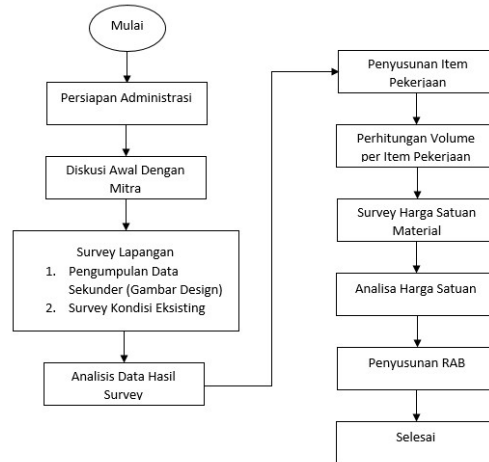 Mulai
Persiapan Administrasi
Diskusi Awal Dengan
Mitra
Survey Lapangan
1. Pengumpulan Data
Sekunder (Gambar Design)
2. Survey Kondisi Eksisting
Analisis Data Hasil
Survey
Penyusunan Item
Pekerjaan
Perhitungan Volume
per Item Pekerjaan
Survey Harga Satuan
Material
Analisa Harga Satuan
Penyusunan RAB
Selesai